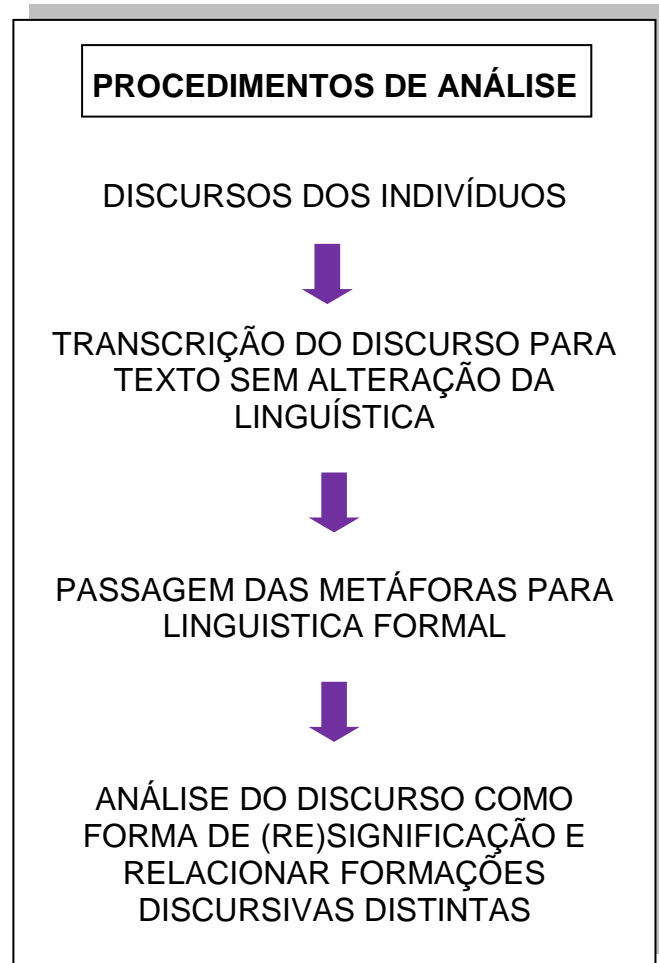 PROCEDIMENTOS DE ANÁLISE
DISCURSOS DOS INDIVÍDUOS
TRANSCRIÇÃO DO DISCURSO PARA
TEXTO SEM ALTERAÇÃO DA
LINGUÍSTICA
PASSAGEM DAS METÁFORAS PARA
LINGUISTICA FORMAL
ANÁLISE DO DISCURSO COMO
FORMA DE (RE)SIGNIFICAÇÃO E
RELACIONAR FORMAÇÕES
DISCURSIVAS DISTINTAS